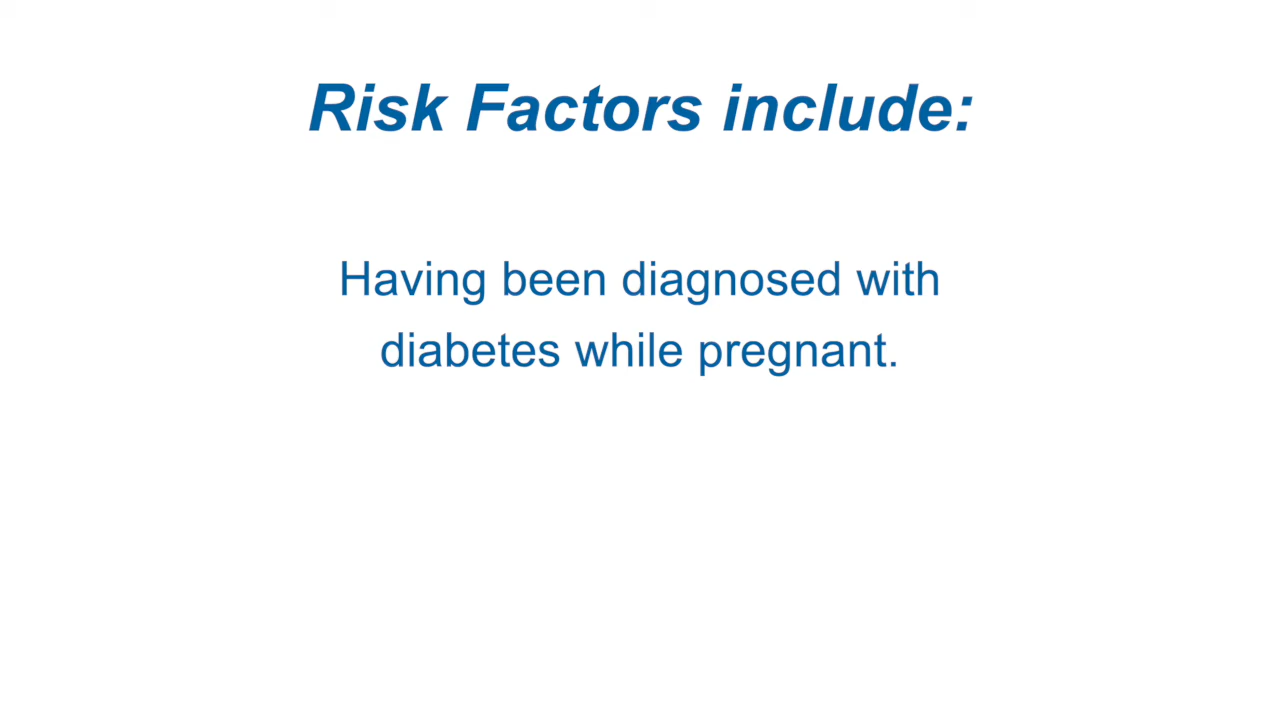 Risk Factors include:
Having been diagnosed with
diabetes while pregnant.